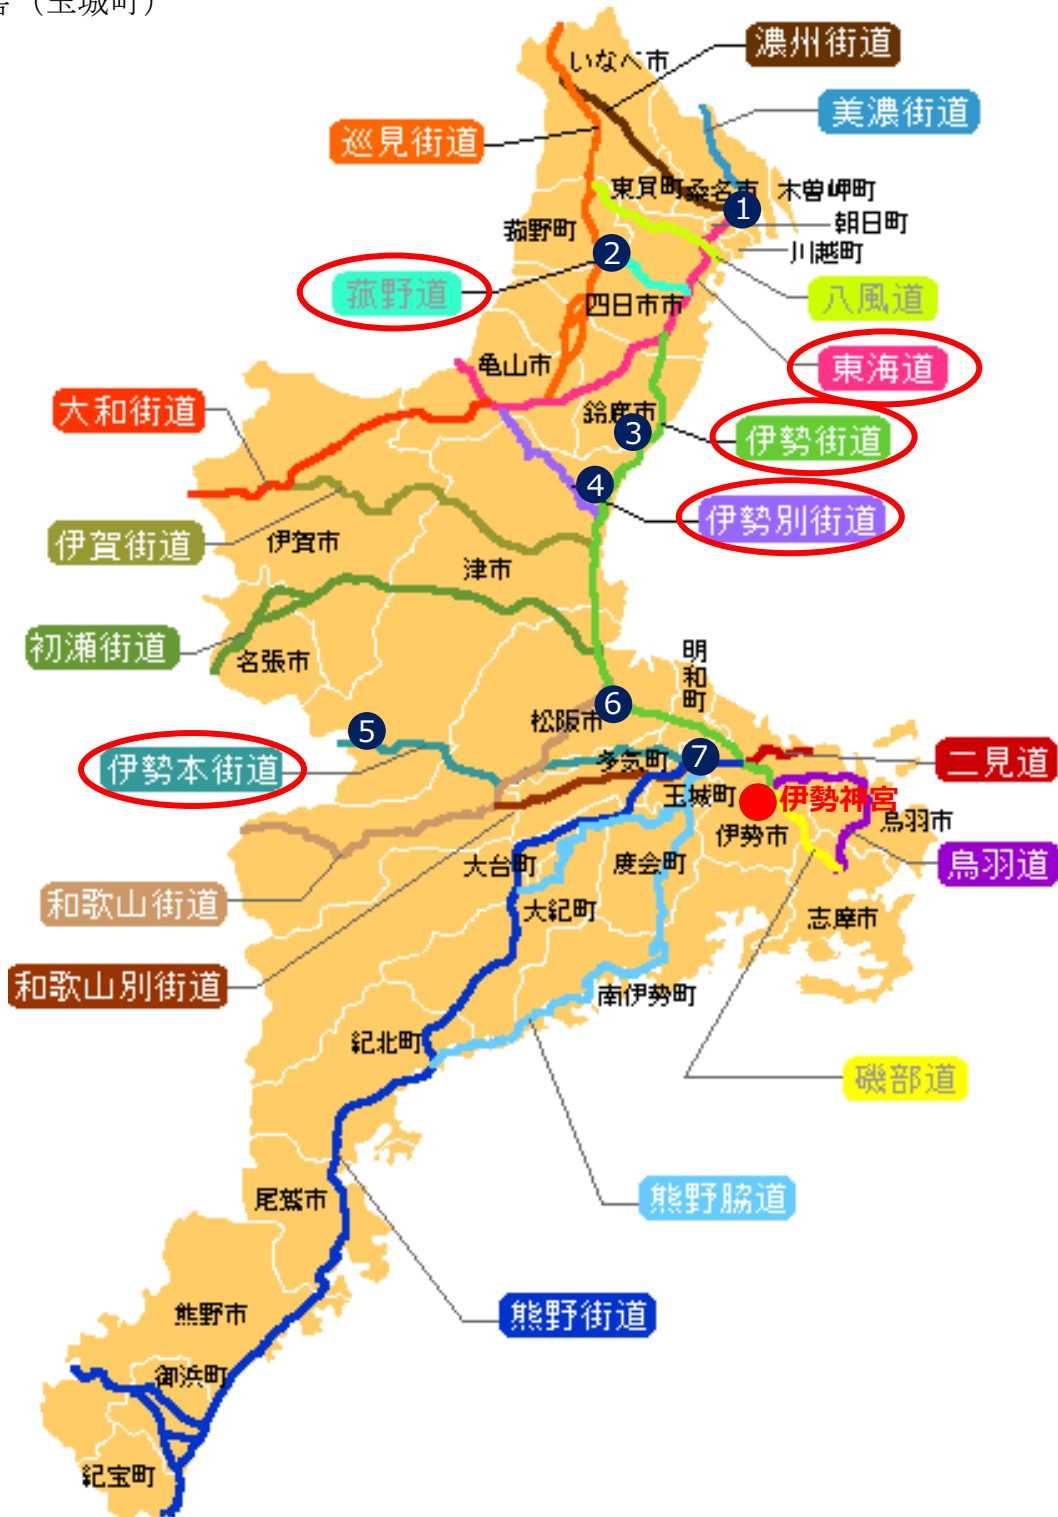 （玉城町）
濃州街道
いなべ市
美濃街道
巡見街道
東員町
桑名市
木曽岬町
1
朝日町
菰野町
川越町
2
菰野道
八風道
四日市市
亀山市
東海道
大和街道
鈴鹿市
3
伊勢街道
4
伊勢別街道
伊賀街道
伊賀市
津市
初瀬街道
名張市
明和町
6
松阪市
5
多気町
7
二見道
伊勢本街道
玉城町
伊勢神宮
鳥羽市
伊勢市
大台町
度会町
鳥羽道
和歌山街道
大紀町
志摩市
和歌山別街道
南伊勢町
紀北町
磯部道
尾鷲市
熊野脇道
熊野市
熊野街道
御浜町
紀宝町